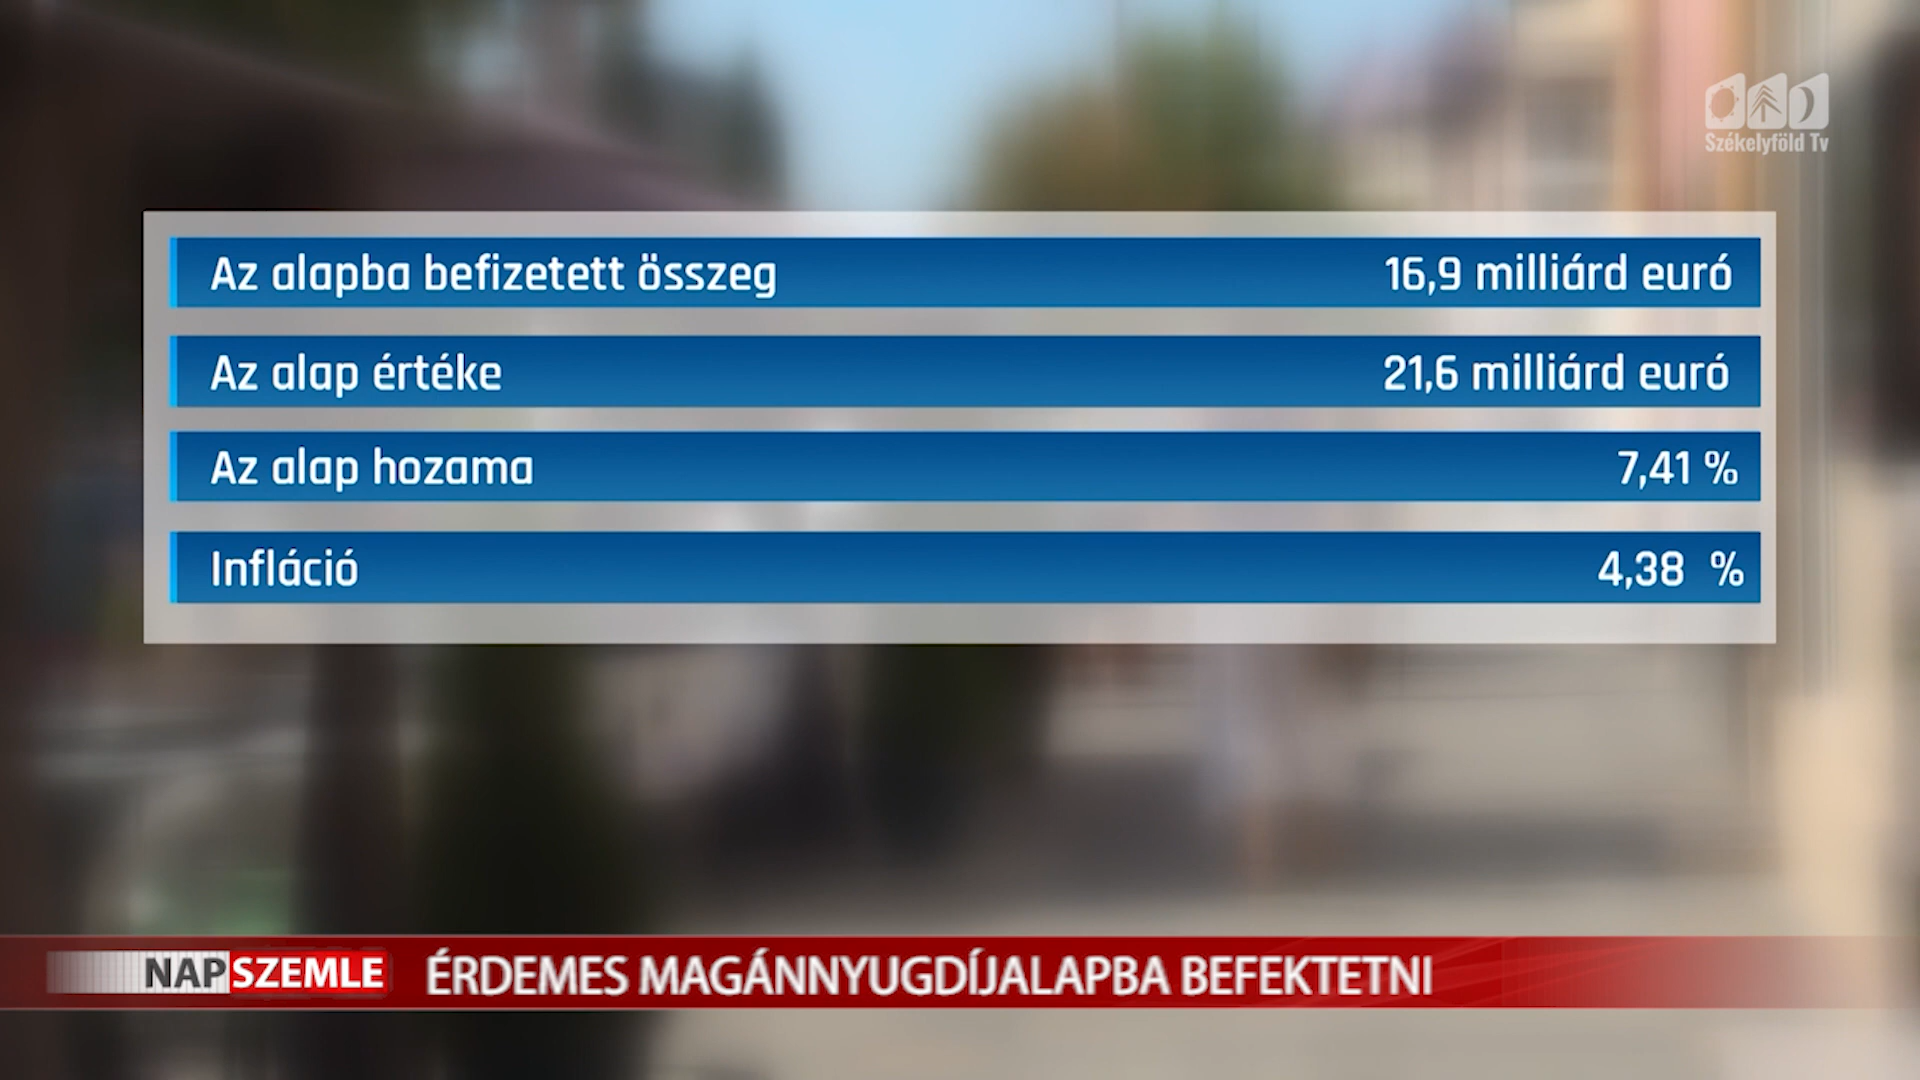 Székelyföld Tv
Az alapba befizetett összeg 16,9 milliárd euró
Az alap értéke 21,6 milliárd euró
Az alap hozama 7,41 %
Infláció 4,38 %
NAPSZEMLE ÉRDEMES MAGÁNNYUGDÍJALAPBA BEFEKTETNI